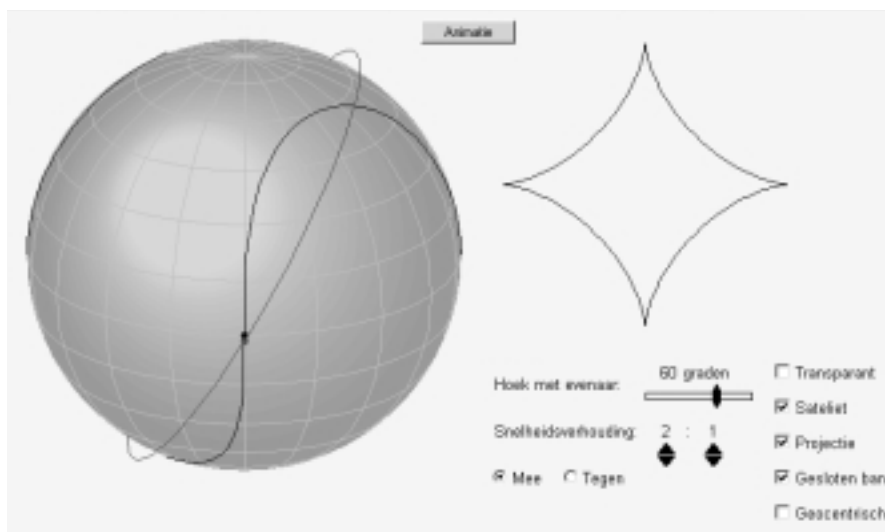 Animatie
Hoek met evenaar: 60 graden
Snelheidsverhouding: 2 : 1
Mee Tegen
Transparant
Sateliet
Projectie
Gesloten ban
Geocentrisch